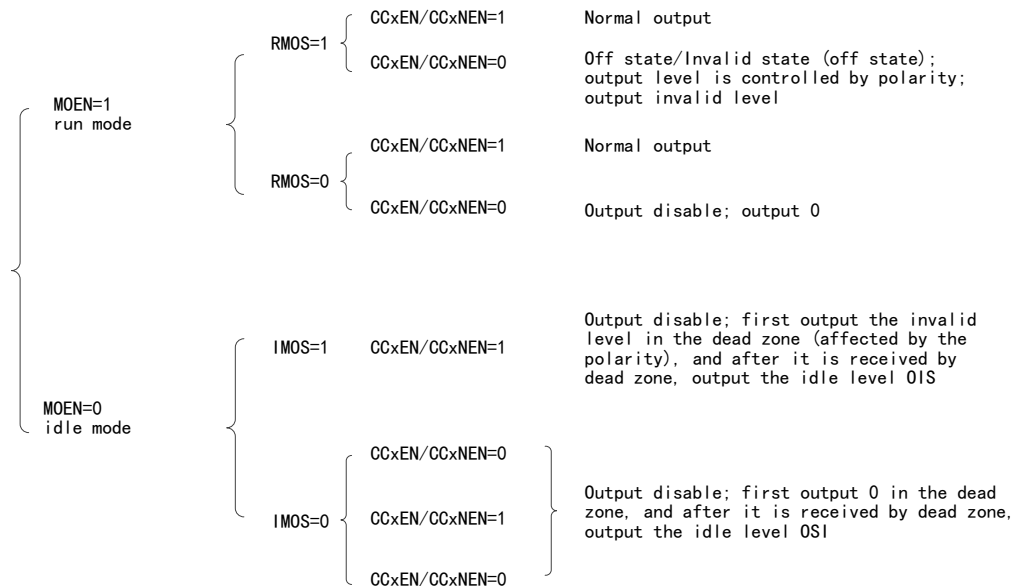 CCxEN/CCxNEN=1 Normal output
RMOS=1
CCxEN/CCxNEN=0 Off state/Invalid state (off state);
output level is controlled by polarity;
output invalid level
MOEN=1
run mode
CCxEN/CCxNEN=1 Normal output
RMOS=0
CCxEN/CCxNEN=0 Output disable; output 0
Output disable; first output the invalid
level in the dead zone (affected by the
IMOS=1 CCxEN/CCxNEN=1 polarity), and after it is received by
dead zone, output the idle level OIS
MOEN=0
idle mode
CCxEN/CCxNEN=0
Output disable; first output 0 in the dead
IMOS=0 CCxEN/CCxNEN=1 zone, and after it is received by dead zone,
output the idle level OSI
CCxEN/CCxNEN=0